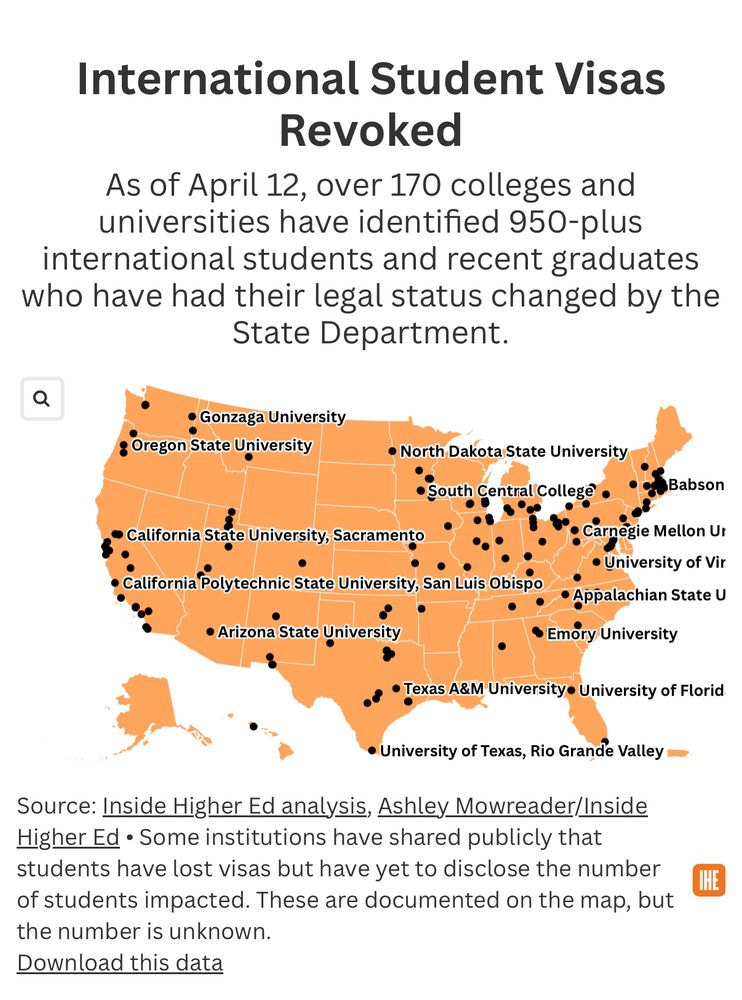 International Student Visas
Revoked
As of April 12, over 170 colleges and
universities have identified 950-plus
international students and recent graduates
who have had their legal status changed by the
State Department.
Gonzaga University
Oregon State University
North Dakota State University
South Central College
Babson
California State University, Sacramento
Carnegie Mellon Ur
University of Vir
California Polytechnic State University, San Luis Obispo
Appalachian State U
Arizona State University
Emory University
Texas A&M University
University of Florid
University of Texas, Rio Grande Valley
Source: Inside Higher Ed analysis, Ashley Mowreader/Inside
Higher Ed • Some institutions have shared publicly that
students have lost visas but have yet to disclose the number
of students impacted. These are documented on the map, but
the number is unknown.
IHE
Download this data